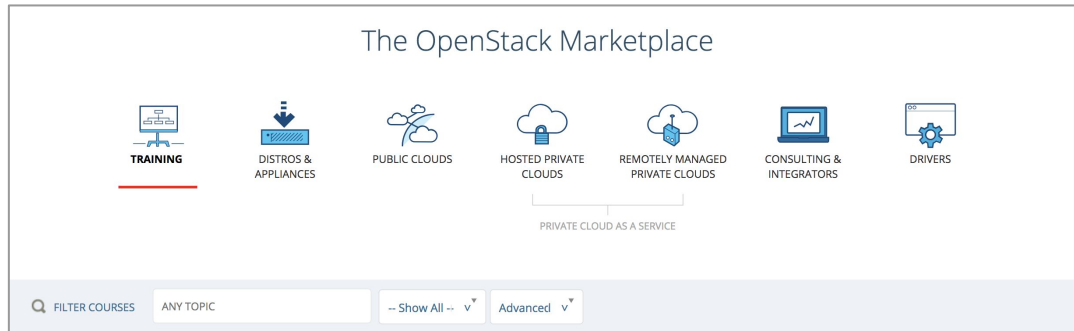 The OpenStack Marketplace
TRAINING
DISTROS &
APPLIANCES
PUBLIC CLOUDS
HOSTED PRIVATE
CLOUDS
REMOTELY MANAGED
PRIVATE CLOUDS
CONSULTING &
INTEGRATORS
DRIVERS
PRIVATE CLOUD AS A SERVICE
FILTER COURSES
ANY TOPIC
-- Show All --
Advanced